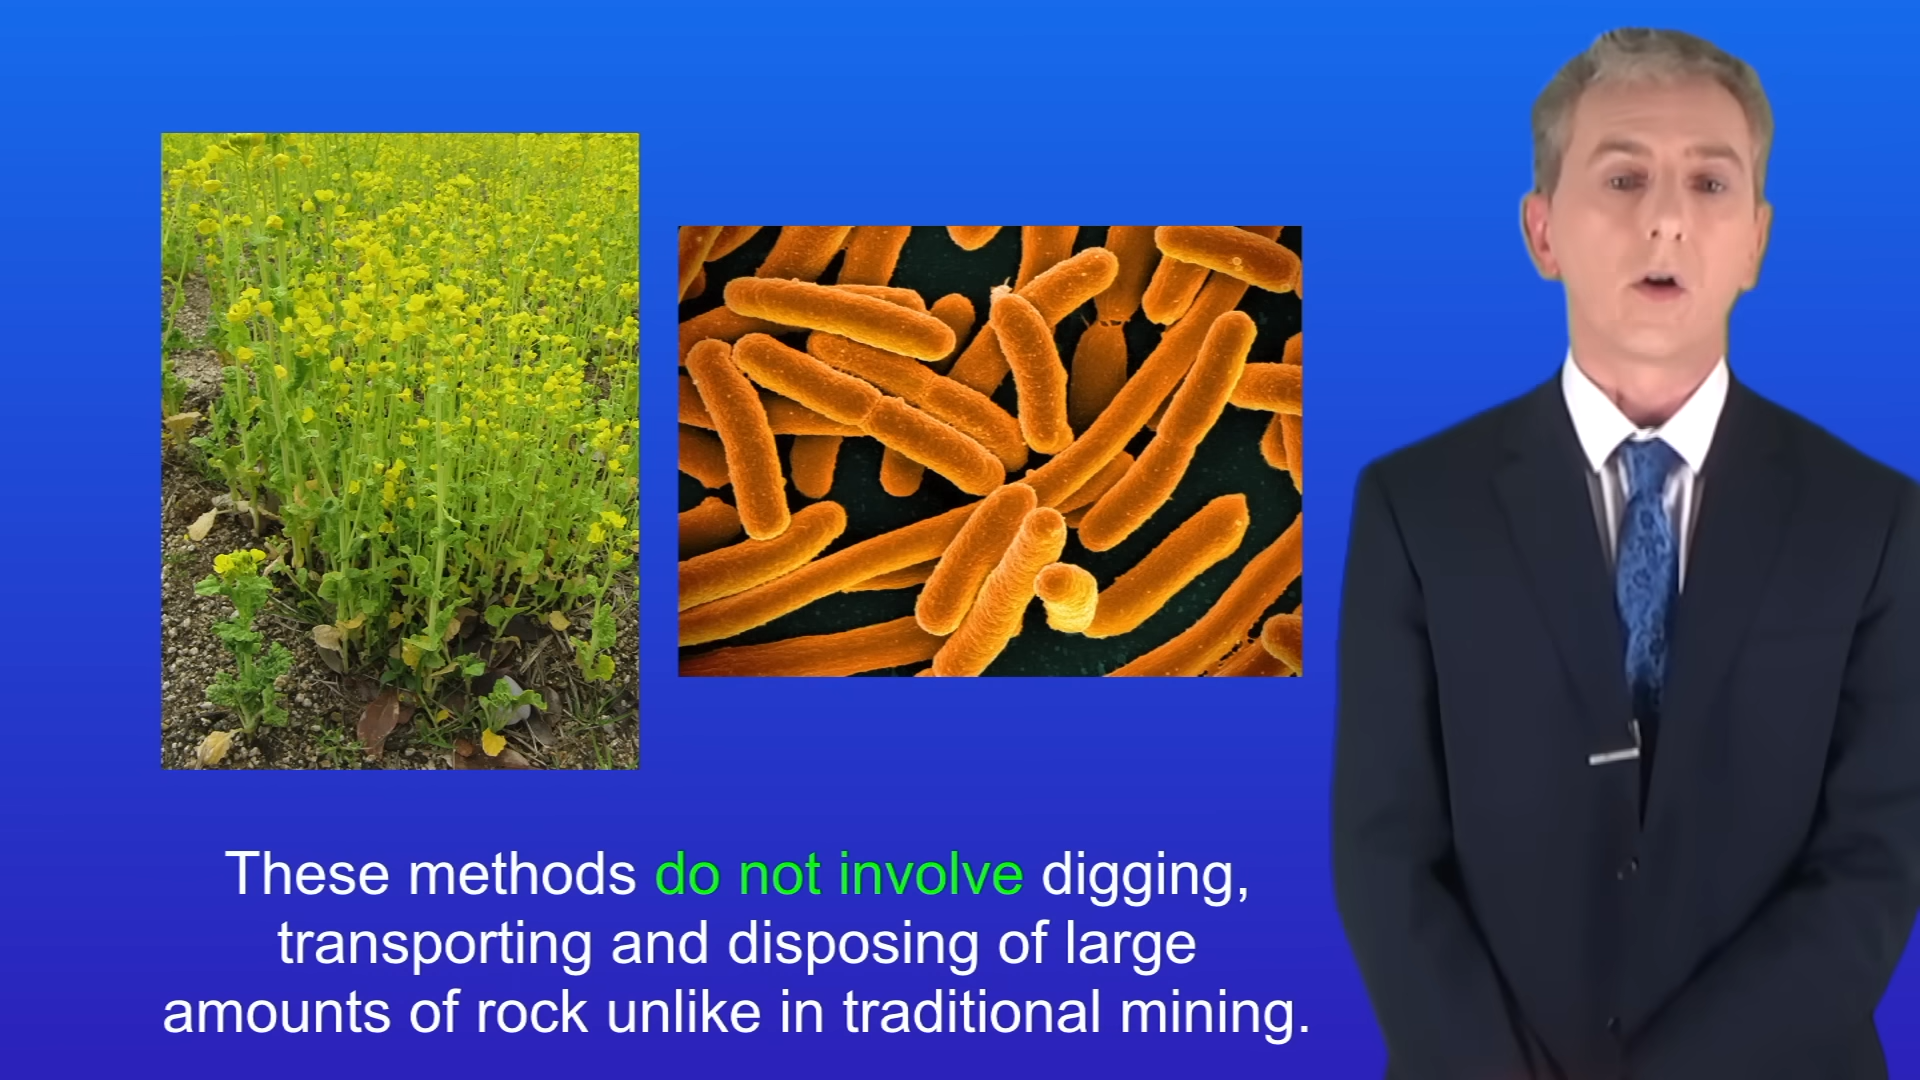 These methods do not involve digging,
transporting and disposing of large
amounts of rock unlike in traditional mining.